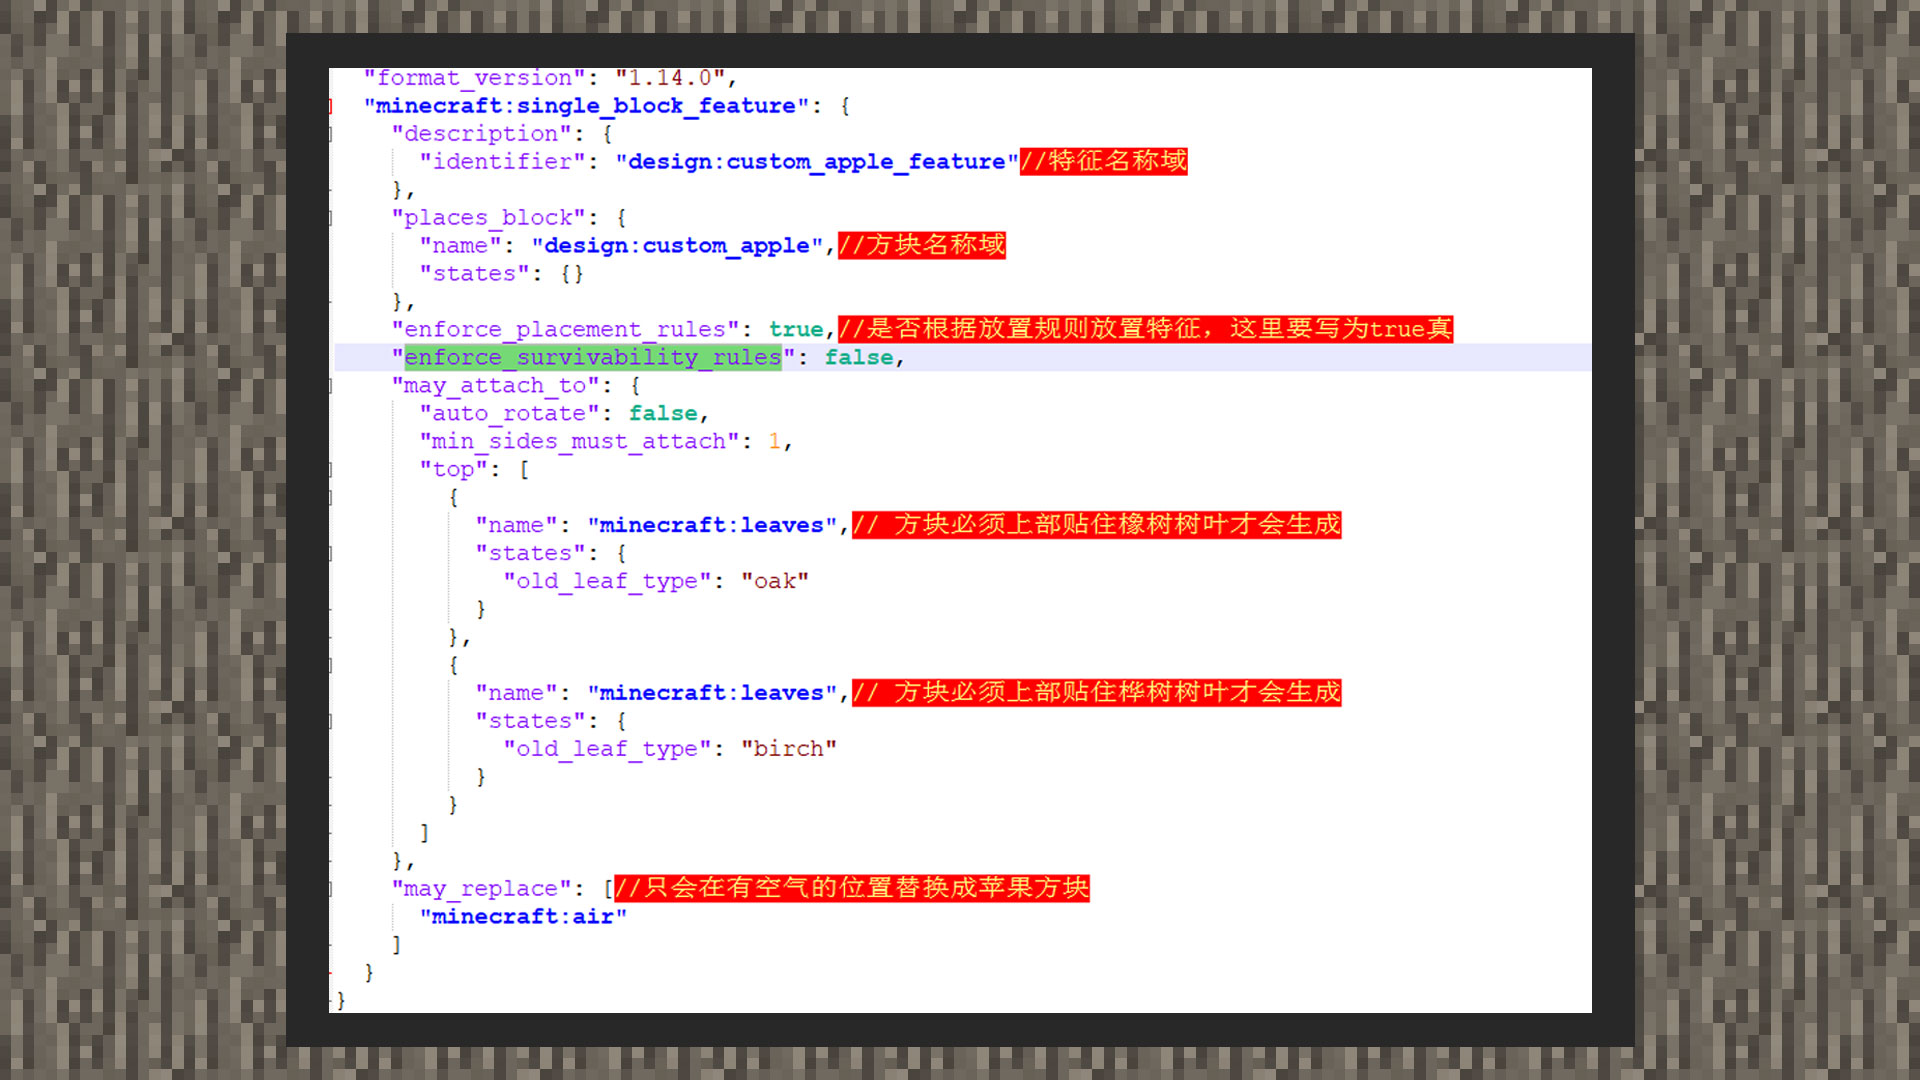 "format_version": "1.14.0",
"minecraft:single_block_feature": {
"description": {
"identifier": "design:custom_apple_feature"//特征名称域
},
"places_block": {
"name": "design:custom_apple",//方块名称域
"states": {}
},
"enforce_placement_rules": true,//是否根据放置规则放置特征，这里要写为true真
"enforce_survivability_rules": false,
"may_attach_to": {
"auto_rotate": false,
"min_sides_must_attach": 1,
"top": [
{
"name": "minecraft:leaves",// 方块必须上部贴住橡树树叶才会生成
"states": {
"old_leaf_type": "oak"
}
},
{
"name": "minecraft:leaves",// 方块必须上部贴住桦树树叶才会生成
"states": {
"old_leaf_type": "birch"
}
}
]
},
"may_replace": [//只会在有空气的位置替换成苹果方块
"minecraft:air"
]
}
}